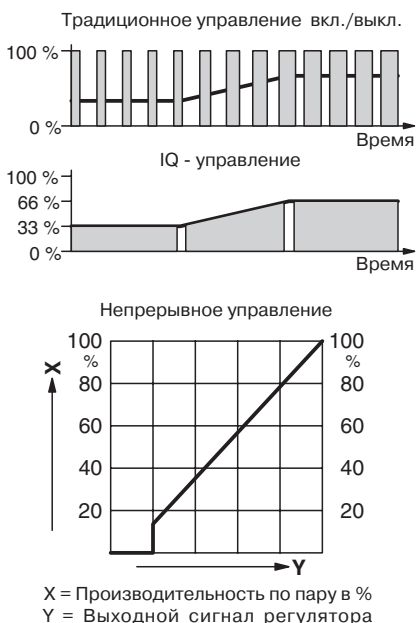 Традиционное управление вкл./выкл.
100 %
0 %
Время
IQ - управление
100 %
66 %
33 %
0 %
Время
Непрерывное управление
100 100
% %
X
80 80
60 60
40 40
20 20
Y
X = Производительность по пару в %
Y = Выходной сигнал регулятора